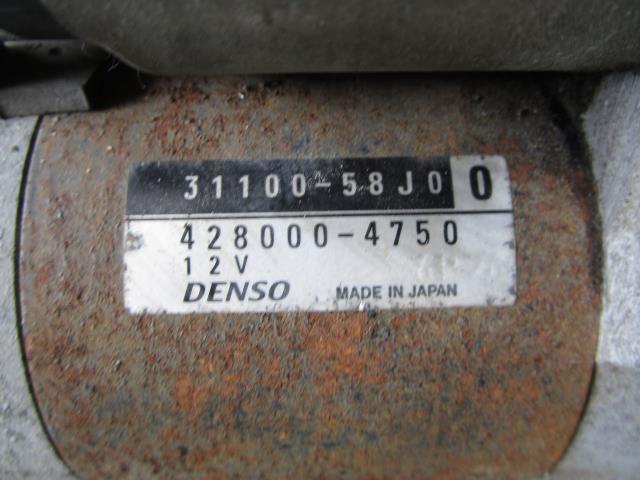 31100-58J0 0
428000-4750
12V
DENSO MADE IN JAPAN